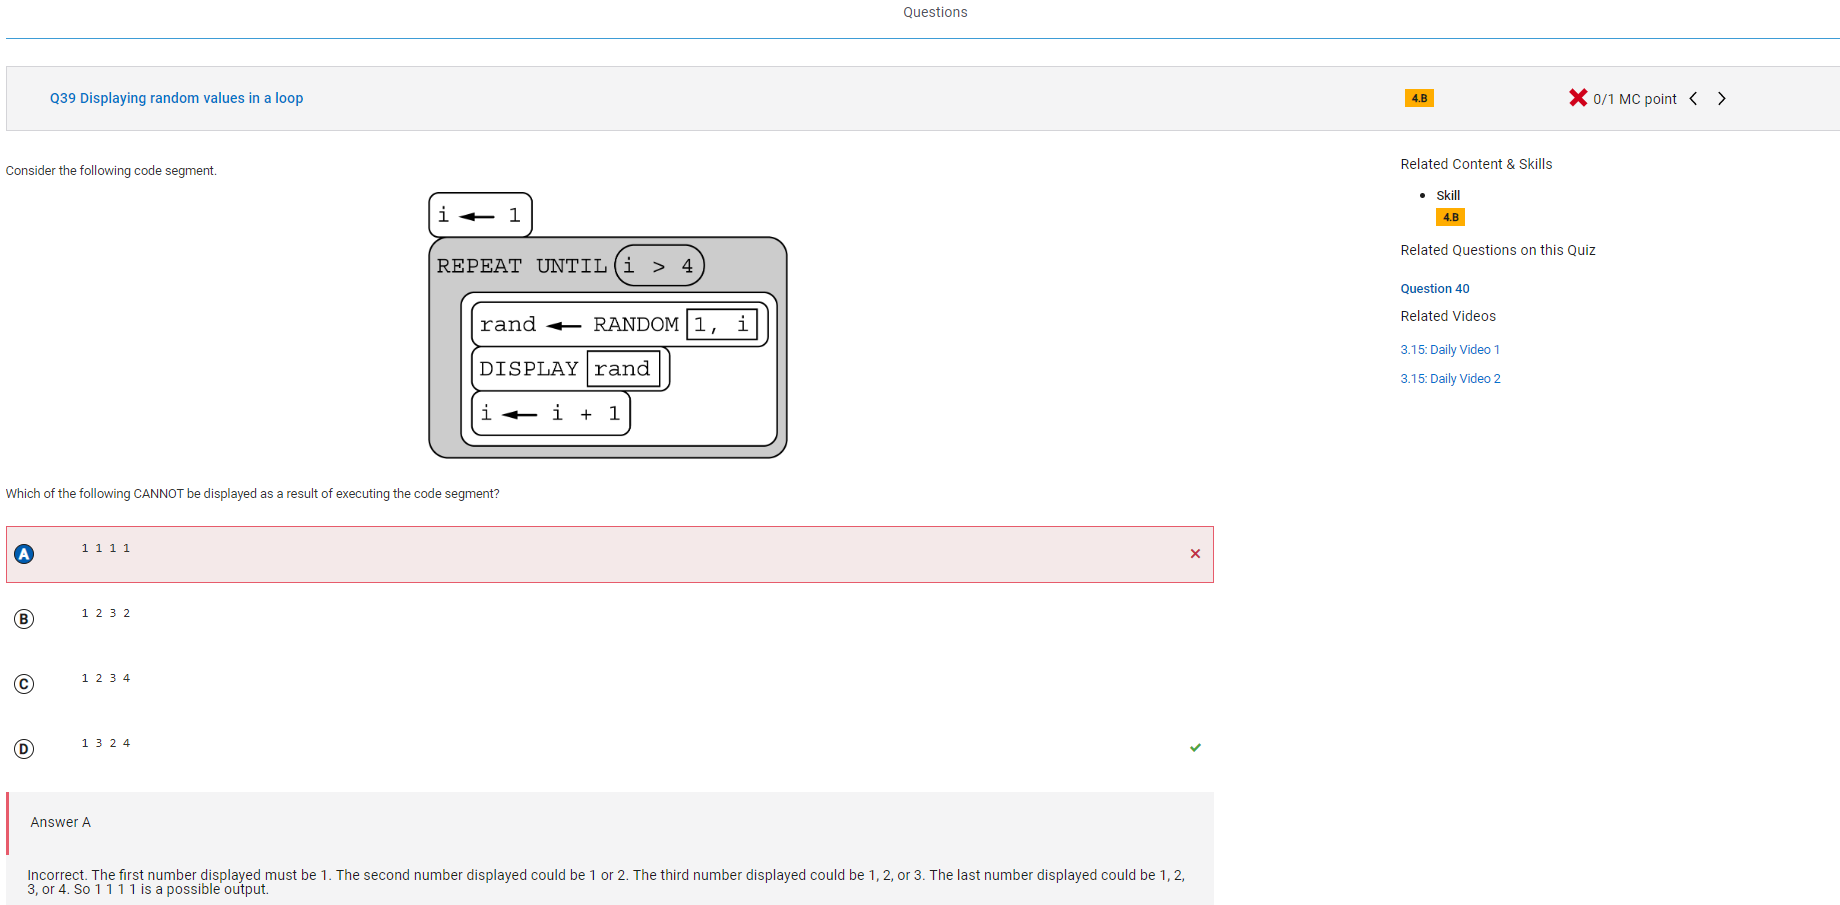 Questions
Q39 Displaying random values in a loop
4.B
0/1 MC point
Consider the following code segment.
i ← 1
REPEAT UNTIL i > 4
rand ← RANDOM 1, i
DISPLAY rand
i ← i + 1
Which of the following CANNOT be displayed as a result of executing the code segment?
A 1 1 1 1
B 1 2 3 2
C 1 2 3 4
D 1 3 2 4
Answer A
Incorrect. The first number displayed must be 1. The second number displayed could be 1 or 2. The third number displayed could be 1, 2, or 3. The last number displayed could be 1, 2,
3, or 4. So 1 1 1 1 is a possible output.
Related Content & Skills
• Skill
4.B
Related Questions on this Quiz
Question 40
Related Videos
3.15: Daily Video 1
3.15: Daily Video 2